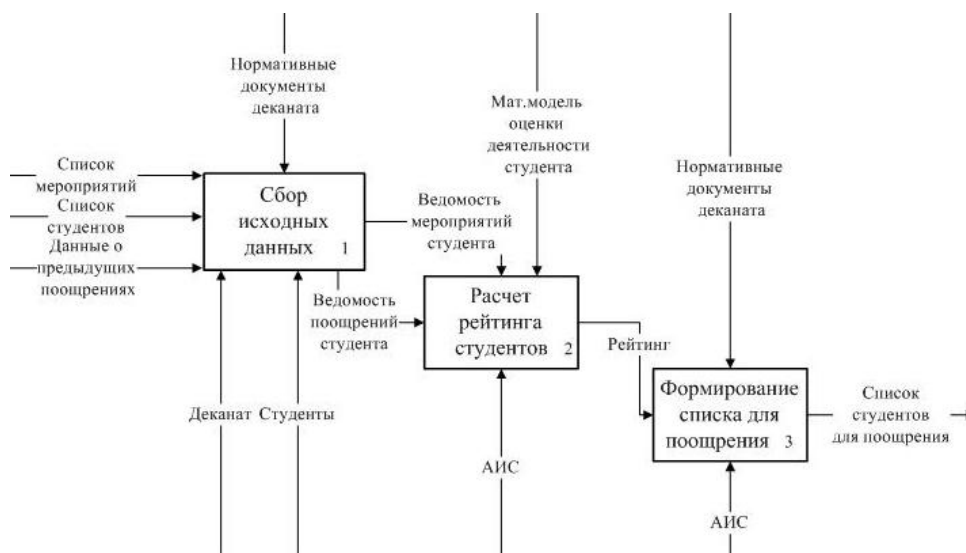 Нормативные
документы
деканата
Мат.модель
оценки
деятельности
студента
Нормативные
документы
деканата
Список
мероприятий
Список
студентов
Данные о
предыдущих
поощрениях
Сбор
исходных
данных 1
Ведомость
мероприятий
студента
Ведомость
поощрений
студента
Расчет
рейтинга
студентов 2
Рейтинг
Формирование
списка для
поощрения 3
Список
студентов
для поощрения
Деканат Студенты
АИС
АИС